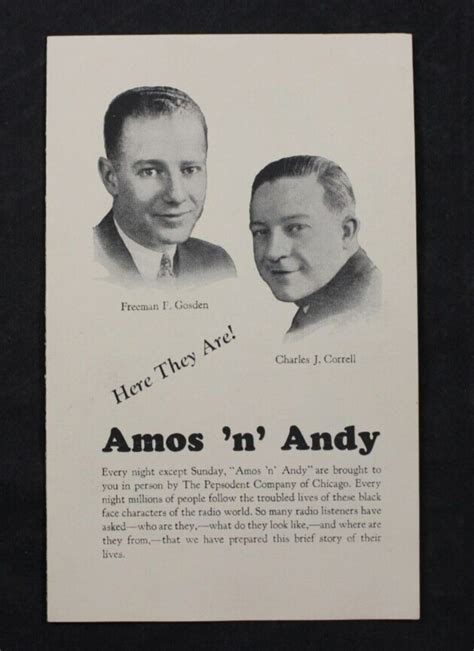 Freeman F. Gosden
Charles J. Correll
Here They Are!
Amos 'n' Andy
Every night except Sunday, "Amos 'n' Andy" are brought to
you in person by The Pepsodent Company of Chicago. Every
night millions of people follow the troubled lives of these black
face characters of the radio world. So many radio listeners have
asked—who are they,—what do they look like,—and where are
they from,—that we have prepared this brief story of their
lives.